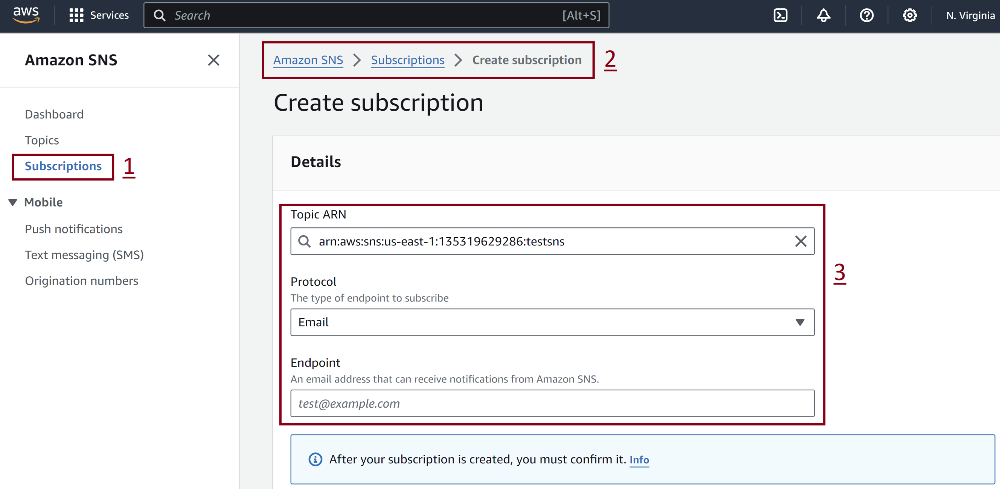 aws
Services
Search [Alt+S]
N. Virginia
Amazon SNS
Dashboard
Topics
Subscriptions 1
Mobile
Push notifications
Text messaging (SMS)
Origination numbers
Amazon SNS Subscriptions Create subscription 2
Create subscription
Details
Topic ARN
arn:aws:sns:us-east-1:135319629286:testsns
Protocol
The type of endpoint to subscribe
Email
3
Endpoint
An email address that can receive notifications from Amazon SNS.
test@example.com
After your subscription is created, you must confirm it. Info